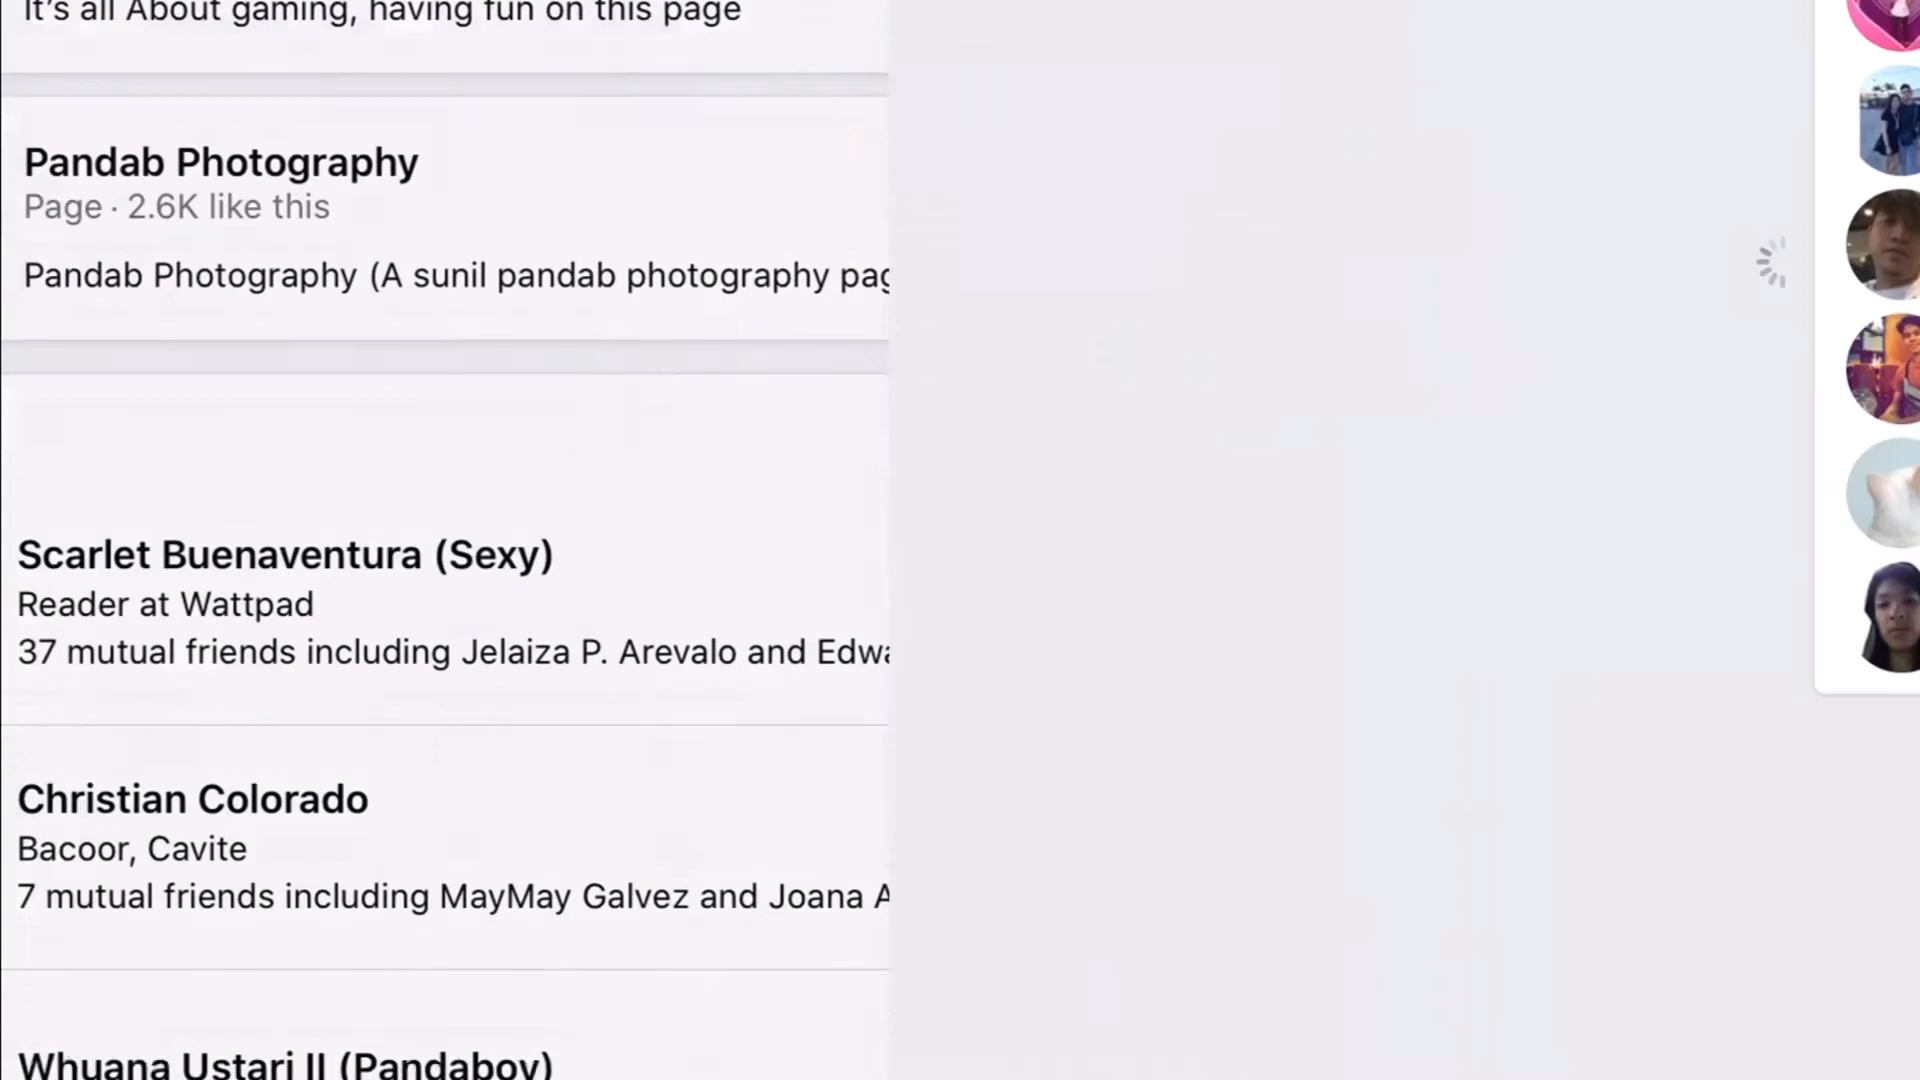 It's all About gaming, having fun on this page
Pandab Photography
Page · 2.6K like this
Pandab Photography (A sunil pandab photography pag
Scarlet Buenaventura (Sexy)
Reader at Wattpad
37 mutual friends including Jelaiza P. Arevalo and Edwa
Christian Colorado
Bacoor, Cavite
7 mutual friends including MayMay Galvez and Joana A
Whuana Ustari II (Pandaboy)